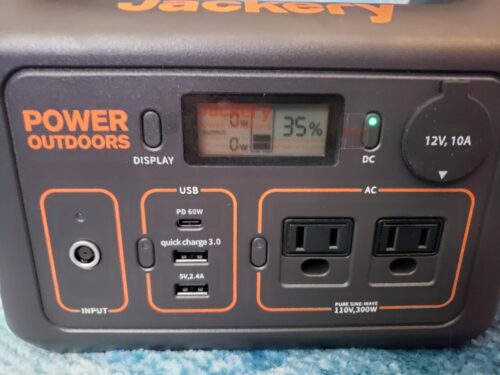 Jackery
POWER
OUTDOORS
DISPLAY
0W
OUTPUT
0W
35%
DC
12V, 10A
USB
PD 60W
quick charge 3.0
5V,2.4A
INPUT
AC
PURE SINE-WAVE
110V,300W